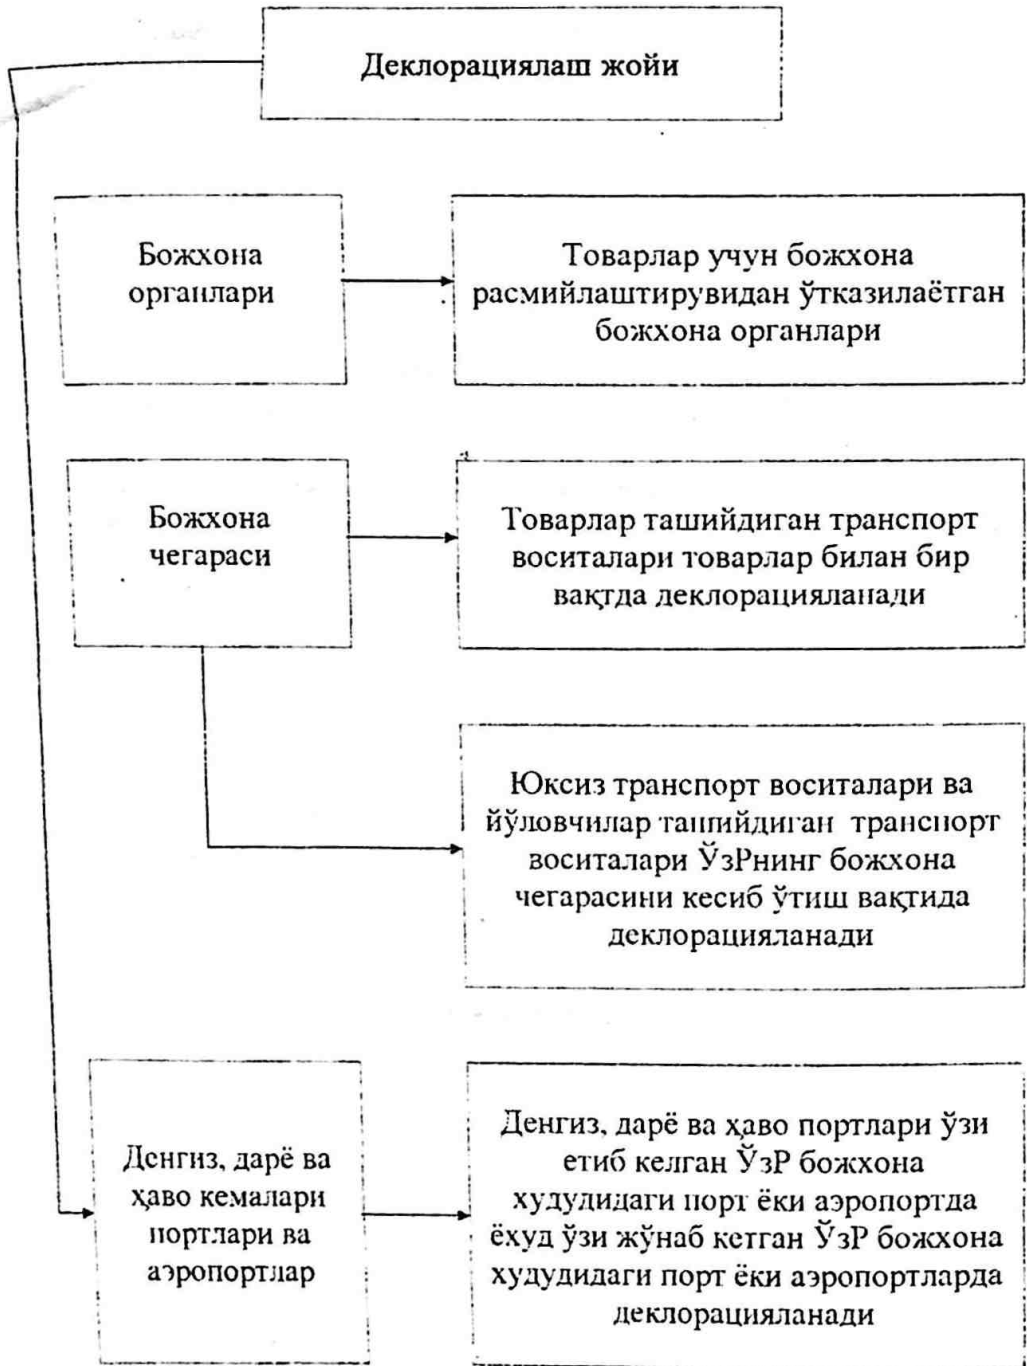 Деклорациялаш жойи
Божхона
органлари
Товарлар учун божхона
расмийлаштирувидан ўтказилаётган
божхона органлари
Божхона
чегараси
Товарлар ташийдиган транспорт
воситалари товарлар билан бир
вақтда деклорацияланади
Юксиз транспорт воситалари ва
йўловчилар ташийдиган транспорт
воситалари ЎзРнинг божхона
чегарасини кесиб ўтиш вақтида
деклорацияланади
Денгиз, дарё ва
ҳаво кемалари
портлари ва
аэропортлар
Денгиз, дарё ва ҳаво портлари ўзи
етиб келган ЎзР божхона
худудидаги порт ёки аэропортда
ёхуд ўзи жўнаб кетган ЎзР божхона
худудидаги порт ёки аэропортларда
деклорацияланади